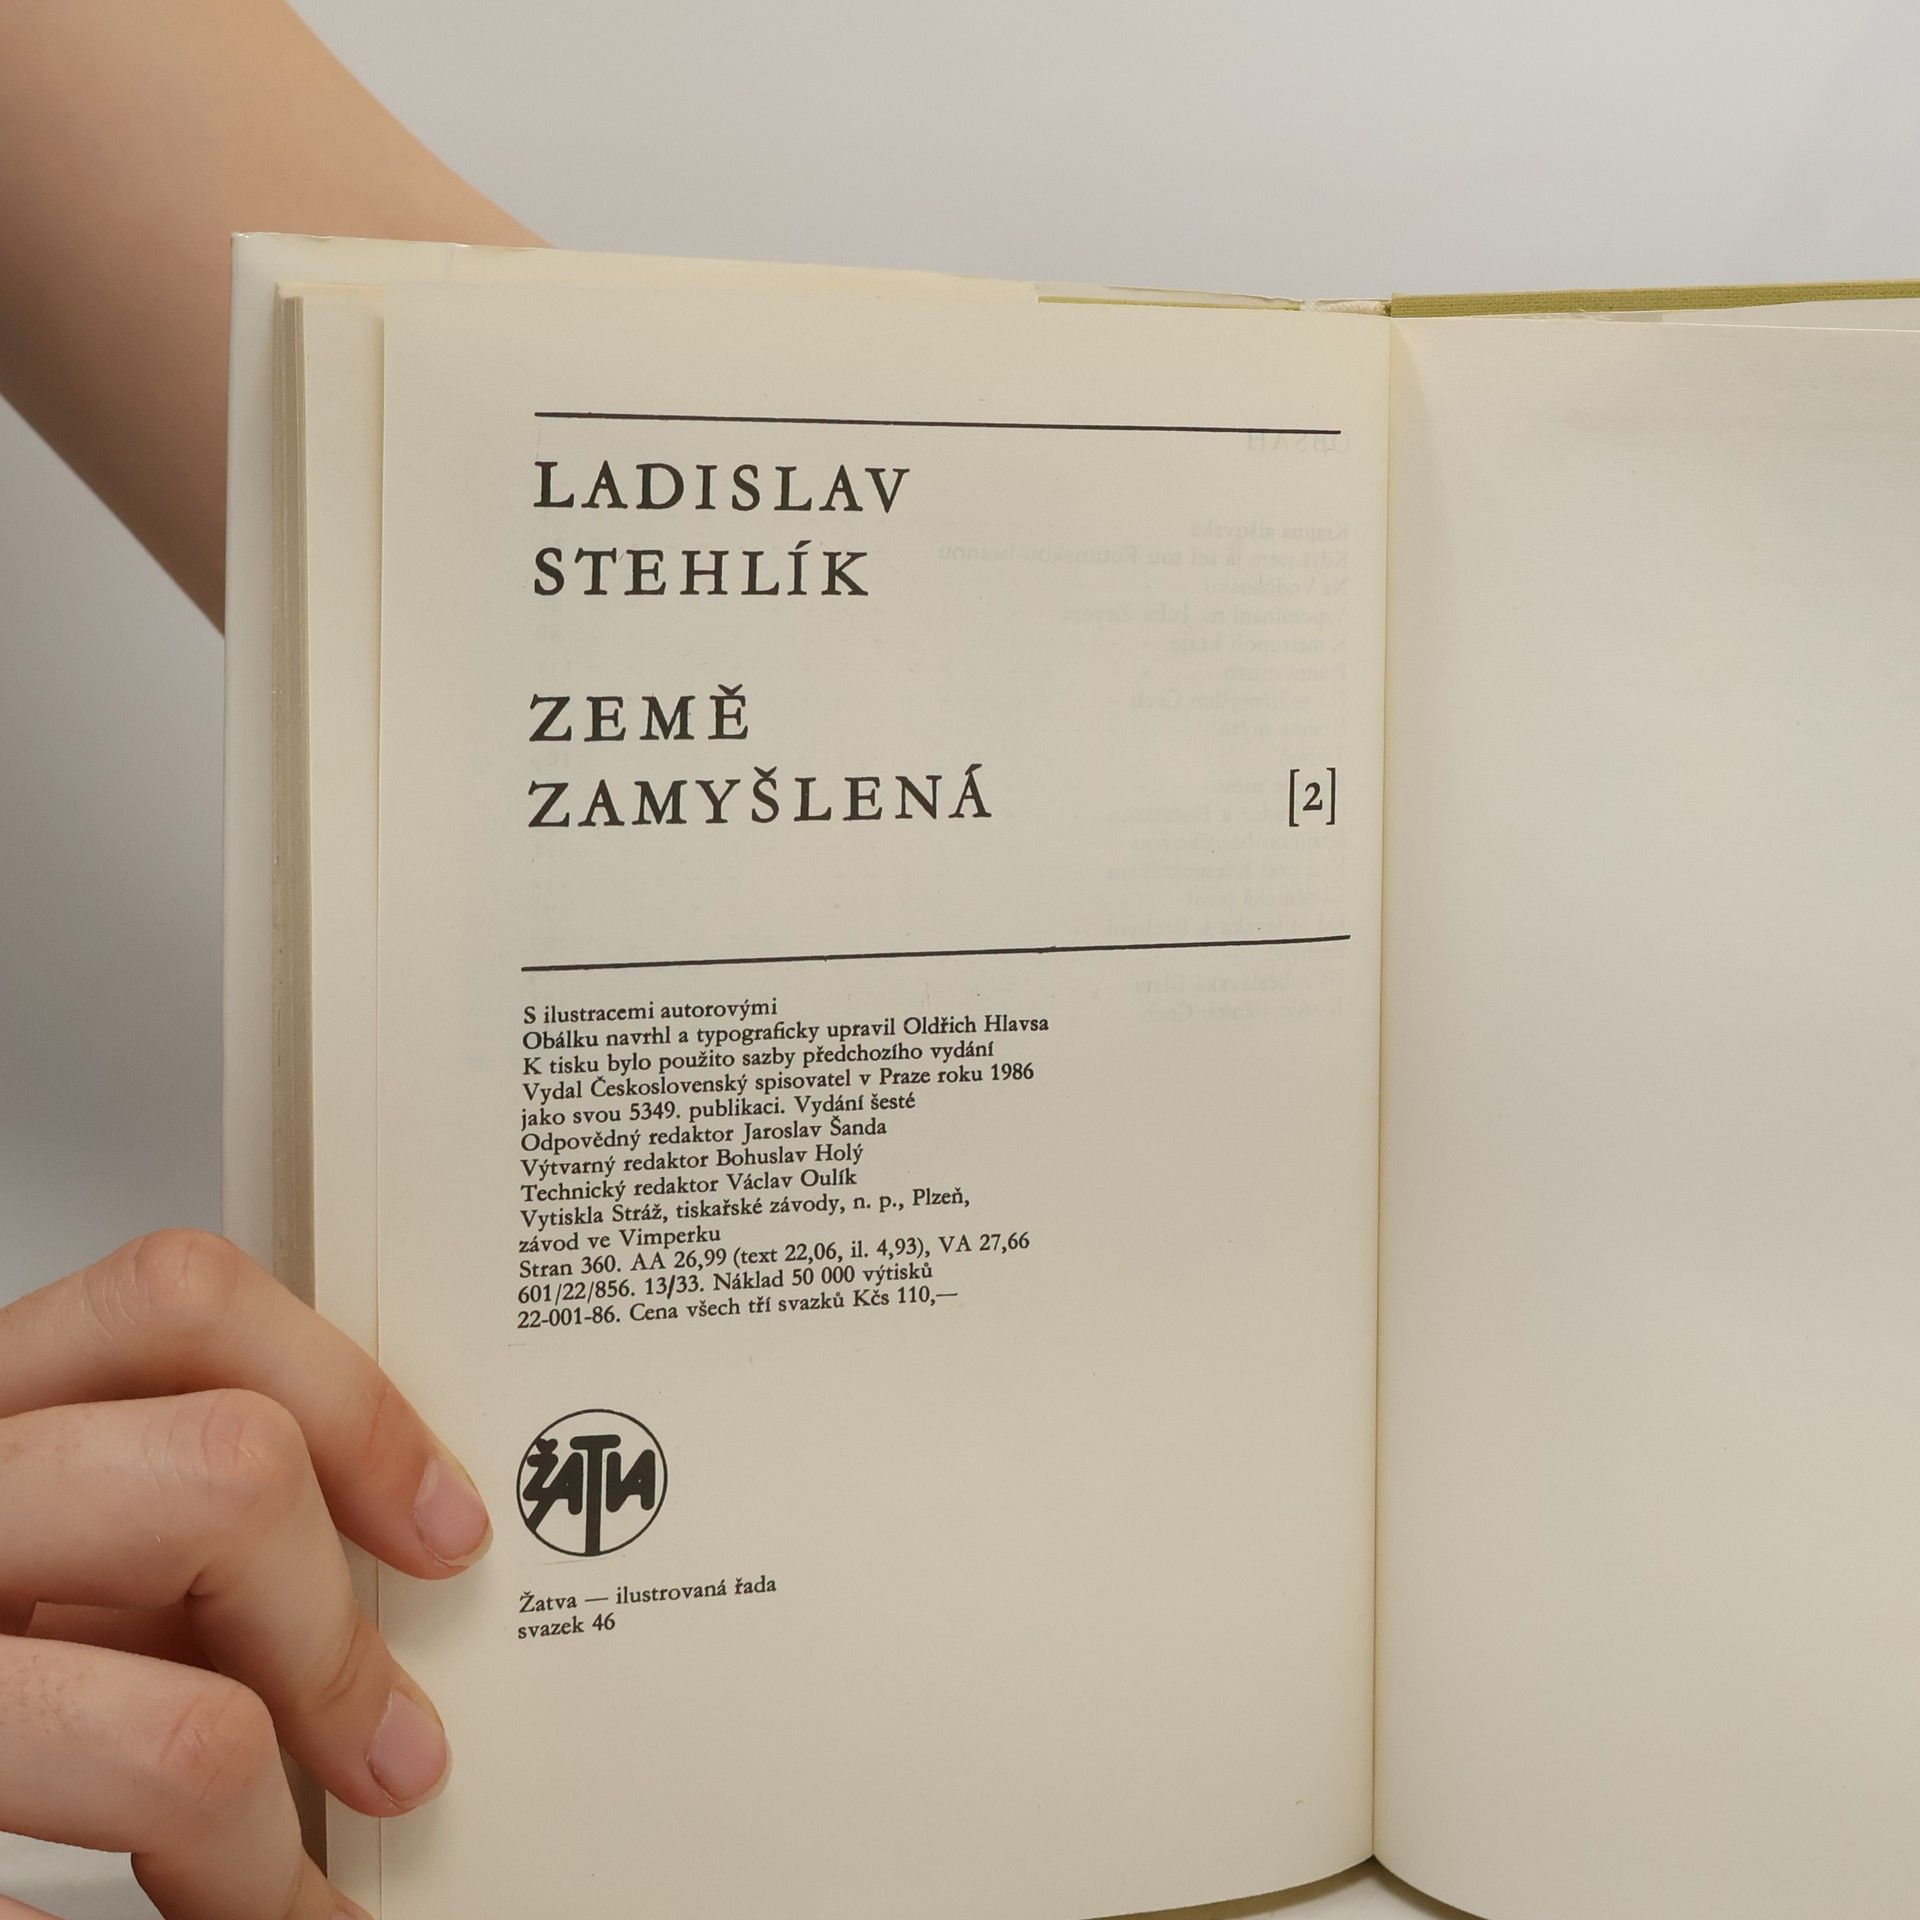 LADISLAV
STEHLÍK
ZEMĚ
ZAMYŠLENÁ [2]
S ilustracemi autorovými
Obálku navrhl a typograficky upravil Oldřich Hlavsa
K tisku bylo použito sazby předchozího vydání
Vydal Československý spisovatel v Praze roku 1986
jako svou 5349. publikaci. Vydání šesté
Odpovědný redaktor Jaroslav Šanda
Výtvarný redaktor Bohuslav Holý
Technický redaktor Václav Oulík
Vytiskla Stráž, tiskařské závody, n. p., Plzeň,
závod ve Vimperku
Stran 360. AA 26,99 (text 22,06, il. 4,93), VA 27,66
601/22/856. 13/33. Náklad 50 000 výtisků
22-001-86. Cena všech tří svazků Kčs 110,—
ŽATVA
Žatva — ilustrovaná řada
svazek 46